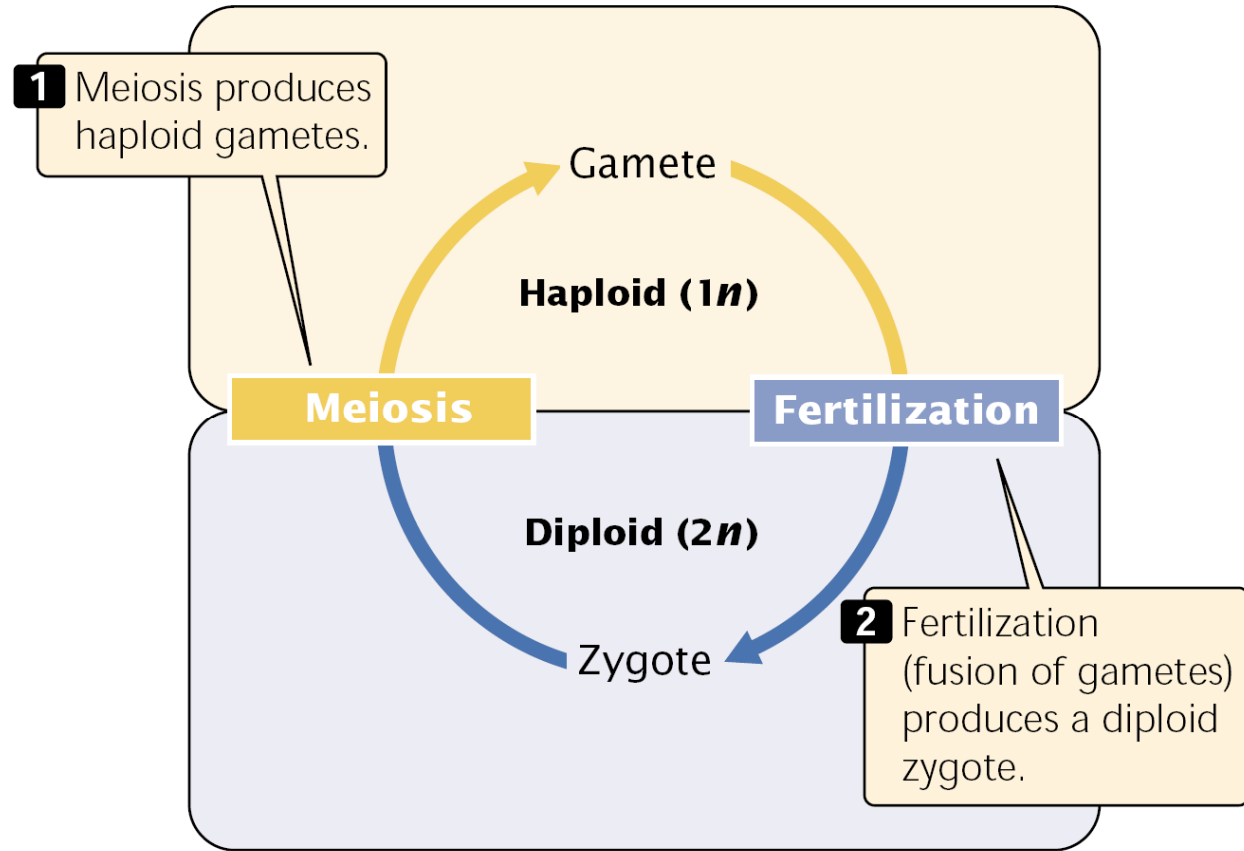 1 Meiosis produces
haploid gametes.
Gamete
Haploid (1n)
Meiosis
Fertilization
Diploid (2n)
Zygote
2 Fertilization
(fusion of gametes)
produces a diploid
zygote.